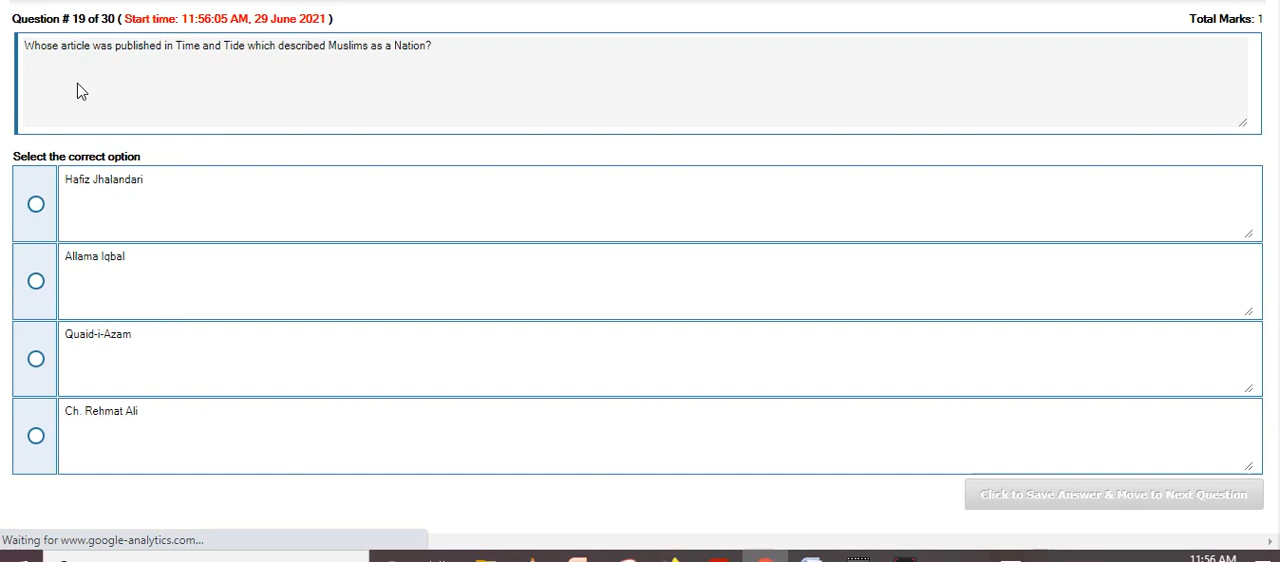 Question # 19 of 30 ( Start time: 11:56:05 AM, 29 June 2021 ) Total Marks: 1
Whose article was published in Time and Tide which described Muslims as a Nation?
Select the correct option
Hafiz Jhalandari
Allama Iqbal
Quaid-i-Azam
Ch. Rehmat Ali
Click to Save Answer & Move to Next Question
Waiting for www.google-analytics.com...
11:56 AM